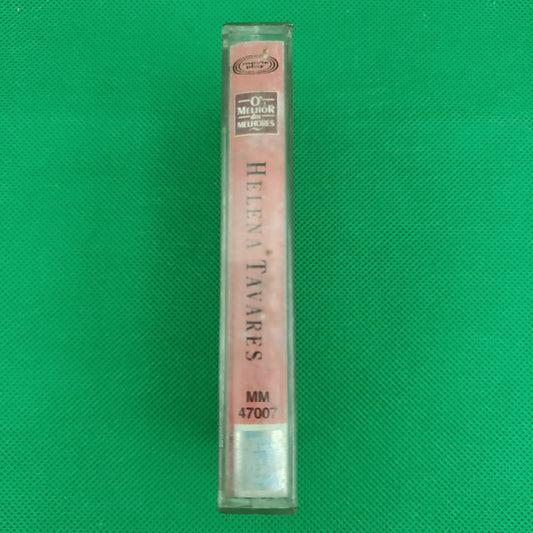 O
MELHOR
dos
MELHORES
HELENA TAVARES
MM
47007